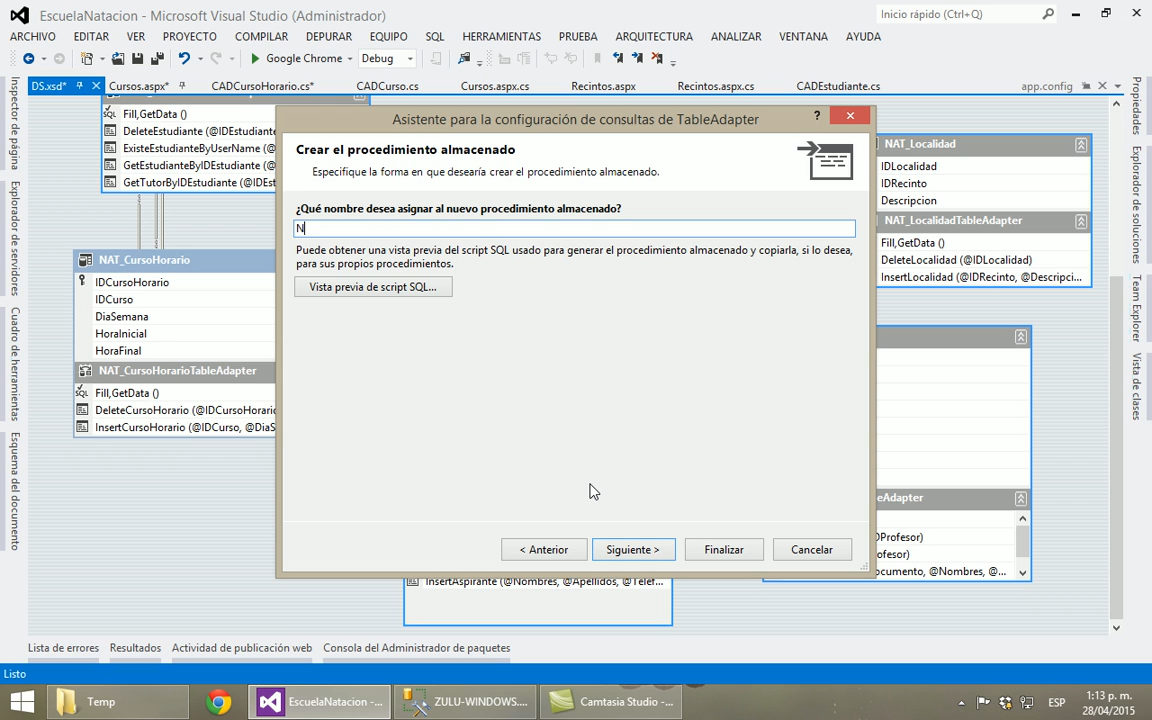 EscuelaNatacion - Microsoft Visual Studio (Administrador)
Inicio rápido (Ctrl+Q)
ARCHIVO EDITAR VER PROYECTO COMPILAR DEPURAR EQUIPO SQL HERRAMIENTAS PRUEBA ARQUITECTURA ANALIZAR VENTANA AYUDA
Google Chrome Debug
DS.xsd* Cursos.aspx* CADCursoHorario.cs* CADCurso.cs Cursos.aspx.cs Recintos.aspx Recintos.aspx.cs CADEstudiante.cs app.config
Inspector de página
Explorador de servidores
Cuadro de herramientas
Esquema del documento
Fill,GetData ()
DeleteEstudiante (@IDEstudiante
ExisteEstudianteByUserName (@
GetEstudianteByIDEstudiante (@
GetTutorByIDEstudiante (@IDEst
NAT_CursoHorario
IDCursoHorario
IDCurso
DiaSemana
HoraInicial
HoraFinal
NAT_CursoHorarioTableAdapter
Fill,GetData ()
DeleteCursoHorario (@IDCursoHorario
InsertCursoHorario (@IDCurso, @DiaS
Asistente para la configuración de consultas de TableAdapter
?
Crear el procedimiento almacenado
Especifique la forma en que desearía crear el procedimiento almacenado.
¿Qué nombre desea asignar al nuevo procedimiento almacenado?
N
Puede obtener una vista previa del script SQL usado para generar el procedimiento almacenado y copiarla, si lo desea,
para sus propios procedimientos.
Vista previa de script SQL...
< Anterior Siguiente > Finalizar Cancelar
InsertAspirante (@Nombres, @Apellidos, @Telef...
NAT_Localidad
IDLocalidad
IDRecinto
Descripcion
NAT_LocalidadTableAdapter
Fill,GetData ()
DeleteLocalidad (@IDLocalidad)
InsertLocalidad (@IDRecinto, @Descripci...
eAdapter
DProfesor)
ofesor)
ocumento, @Nombres, @...
Propiedades
Explorador de soluciones
Team Explorer
Vista de clases
Lista de errores Resultados Actividad de publicación web Consola del Administrador de paquetes
Listo
Temp
EscuelaNatacion -...
ZULU-WINDOWS....
Camtasia Studio -...
ESP
1:13 p. m.
28/04/2015